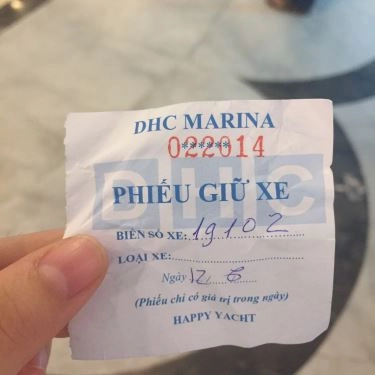 DHC MARINA
******
022014
DHC
PHIẾU GIỮ XE
BIỂN SỐ XE: 19102
LOẠI XE:
Ngày 12 6
(Phiếu chỉ có giá trị trong ngày)
HAPPY YACHT